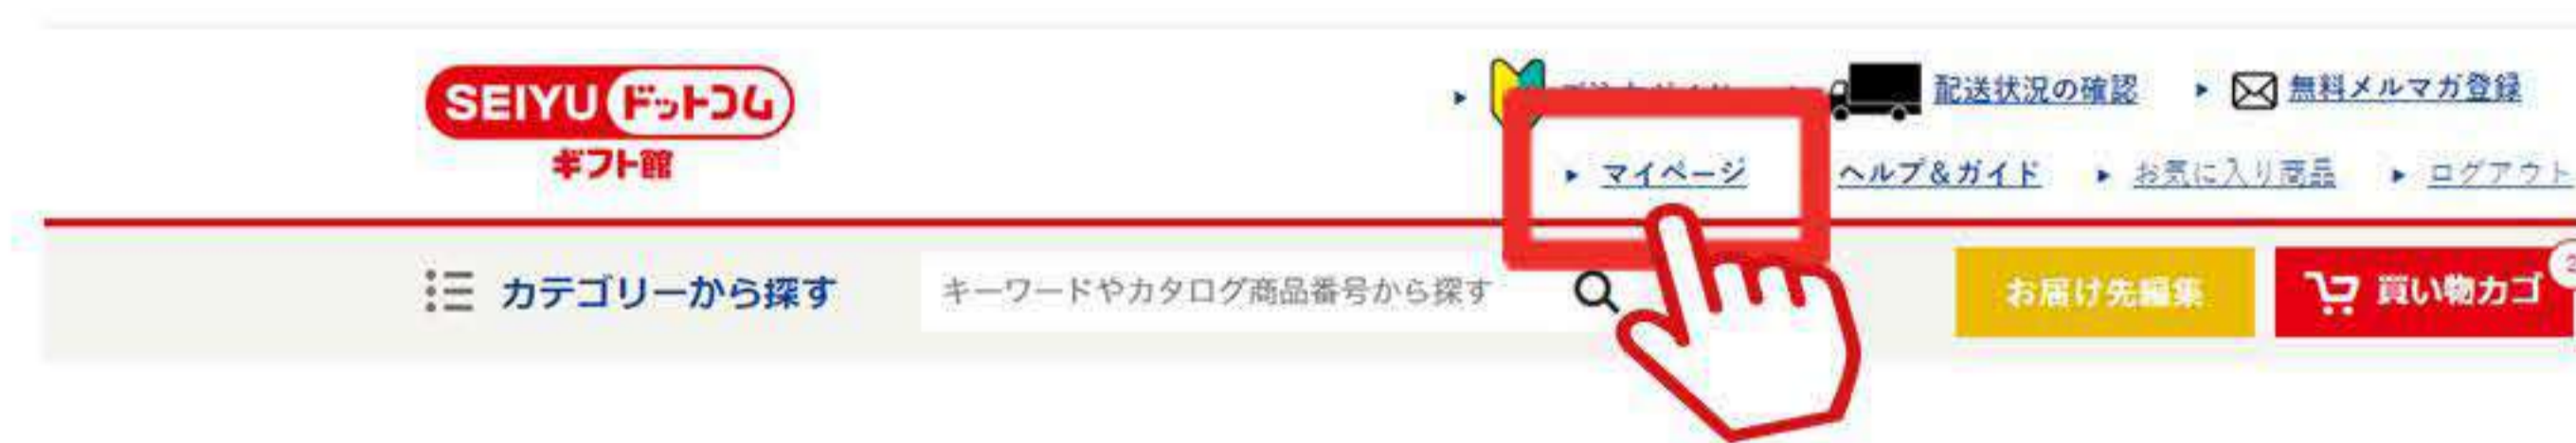 SEIYU ドットコム
ギフト館
配送状況の確認
無料メルマガ登録
マイページ
ヘルプ&ガイド
お気に入り商品
ログアウト
カテゴリーから探す
キーワードやカタログ商品番号から探す
お届け先編集
買い物カゴ